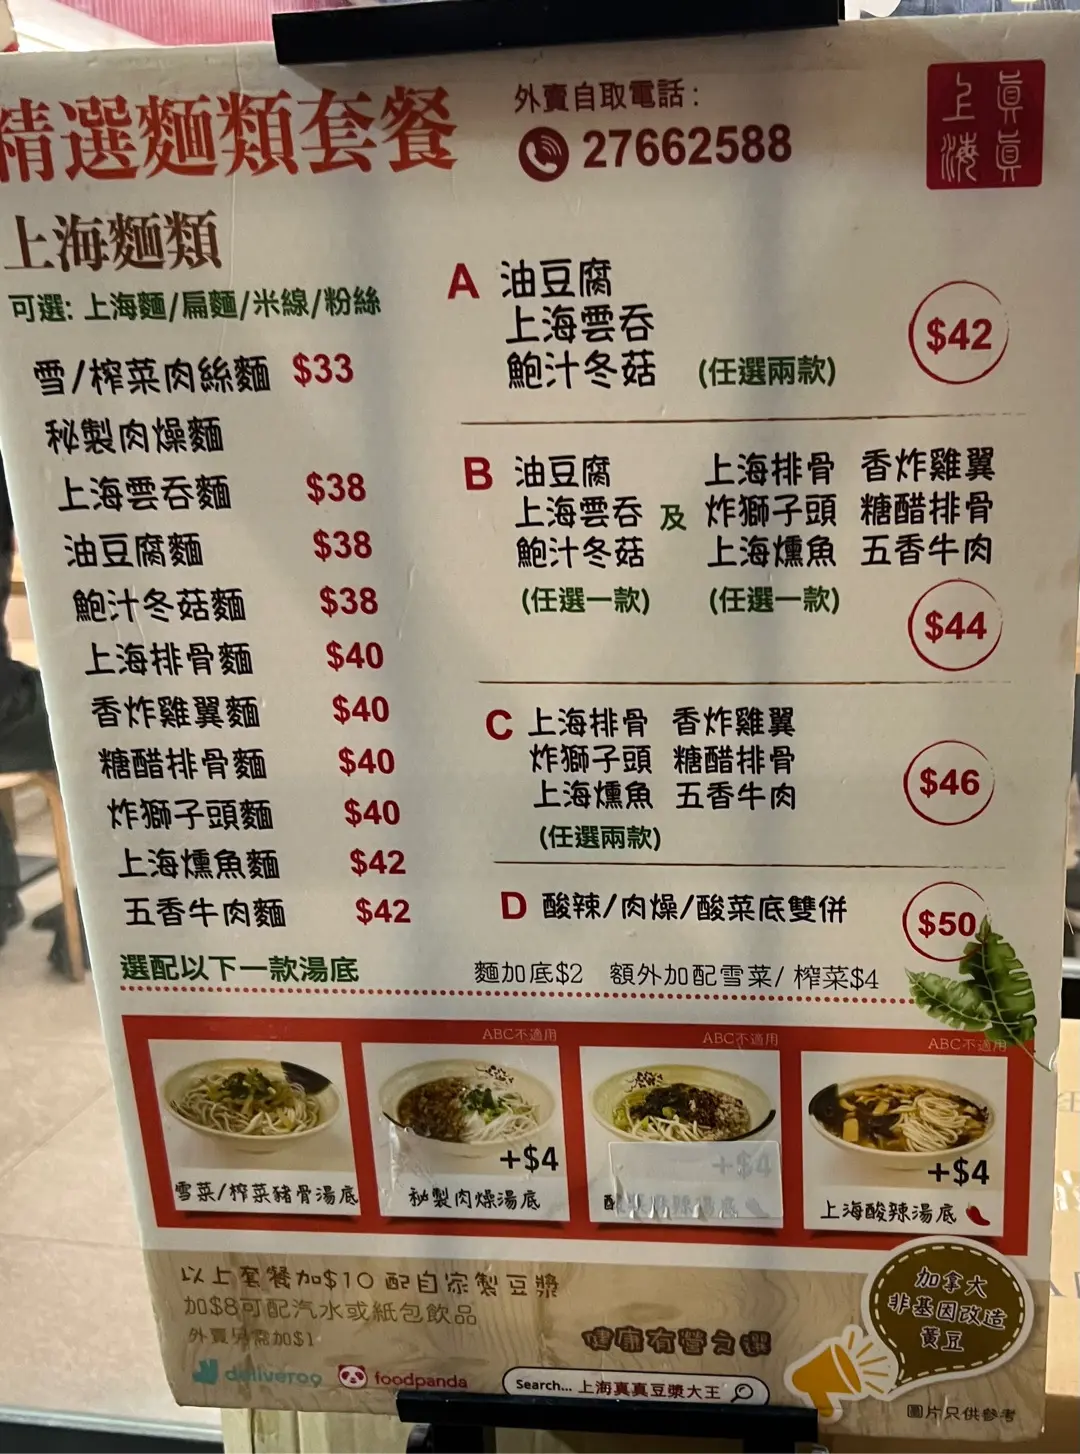 精選麵類套餐
外賣自取電話：
27662588
上海
真真
上海麵類
可選: 上海麵/扁麵/米線/粉絲
雪/榨菜肉絲麵 $33
秘製肉燥麵
上海雲吞麵 $38
油豆腐麵 $38
鮑汁冬菇麵 $38
上海排骨麵 $40
香炸雞翼麵 $40
糖醋排骨麵 $40
炸獅子頭麵 $40
上海燻魚麵 $42
五香牛肉麵 $42
A 油豆腐
上海雲吞
鮑汁冬菇 (任選兩款)
$42
B 油豆腐 上海排骨 香炸雞翼
上海雲吞 及 炸獅子頭 糖醋排骨
鮑汁冬菇 上海燻魚 五香牛肉
(任選一款) (任選一款)
$44
C 上海排骨 香炸雞翼
炸獅子頭 糖醋排骨
上海燻魚 五香牛肉
(任選兩款)
$46
D 酸辣/肉燥/酸菜底雙併
$50
選配以下一款湯底
麵加底$2 額外加配雪菜/ 榨菜$4
ABC不適用
ABC不適用
ABC不適用
雪菜/榨菜豬骨湯底
+$4
秘製肉燥湯底
+$4
湯底
+$4
上海酸辣湯底
以上套餐加$10 配自家製豆漿
加$8可配汽水或紙包飲品
外賣另需加$1
健康有營之選
deliveroo
foodpanda
Search... 上海真真豆漿大王
加拿大
非基因改造
黃豆
圖片只供參考